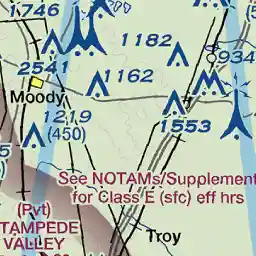 1746
1182
934
2541
1162
Moody
1219
(450)
1553
See NOTAMs/Supplement
for Class E (sfc) eff hrs
(Pvt)
TAMPEDE
VALLEY
Troy